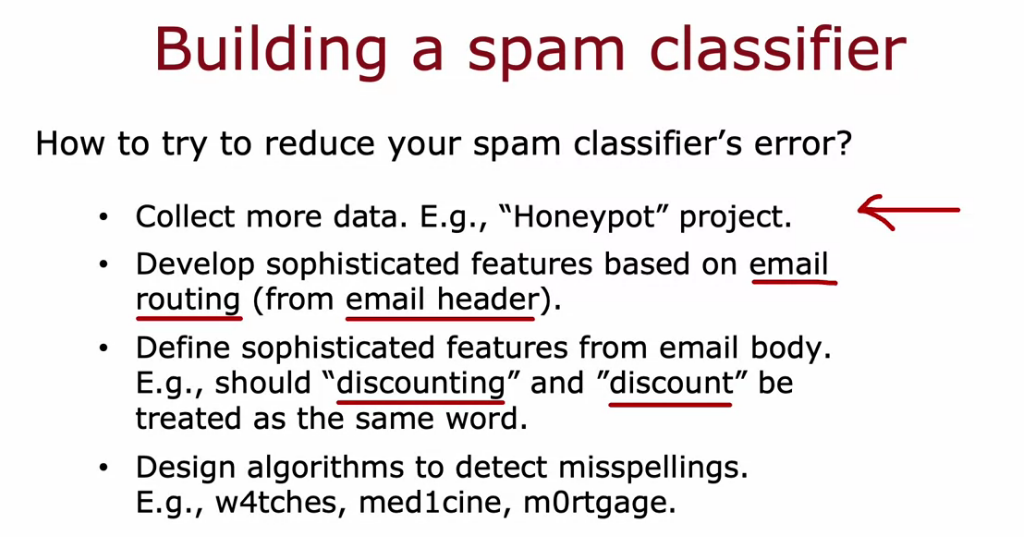 Building a spam classifier
How to try to reduce your spam classifier’s error?
• Collect more data. E.g., “Honeypot” project.
• Develop sophisticated features based on email
routing (from email header).
• Define sophisticated features from email body.
E.g., should “discounting” and ”discount” be
treated as the same word.
• Design algorithms to detect misspellings.
E.g., w4tches, med1cine, m0rtgage.